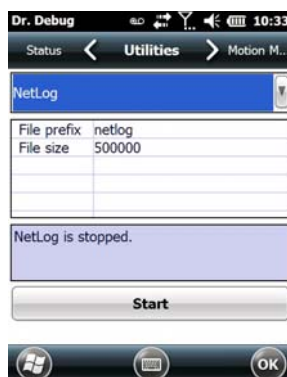 Dr. Debug 10:33
Status Utilities Motion M..
NetLog
File prefix netlog
File size 500000
NetLog is stopped.
Start
OK